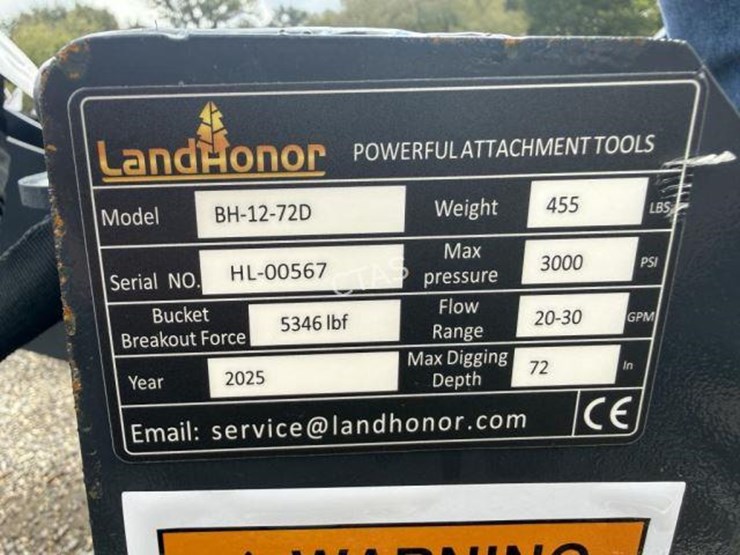 LandHonor POWERFUL ATTACHMENT TOOLS
Model BH-12-72D Weight 455 LBS
Serial NO. HL-00567 Max pressure 3000 PSI
Bucket Breakout Force 5346 lbf Flow Range 20-30 GPM
Year 2025 Max Digging Depth 72 In
Email: service@landhonor.com CE
WARNING
CTAS